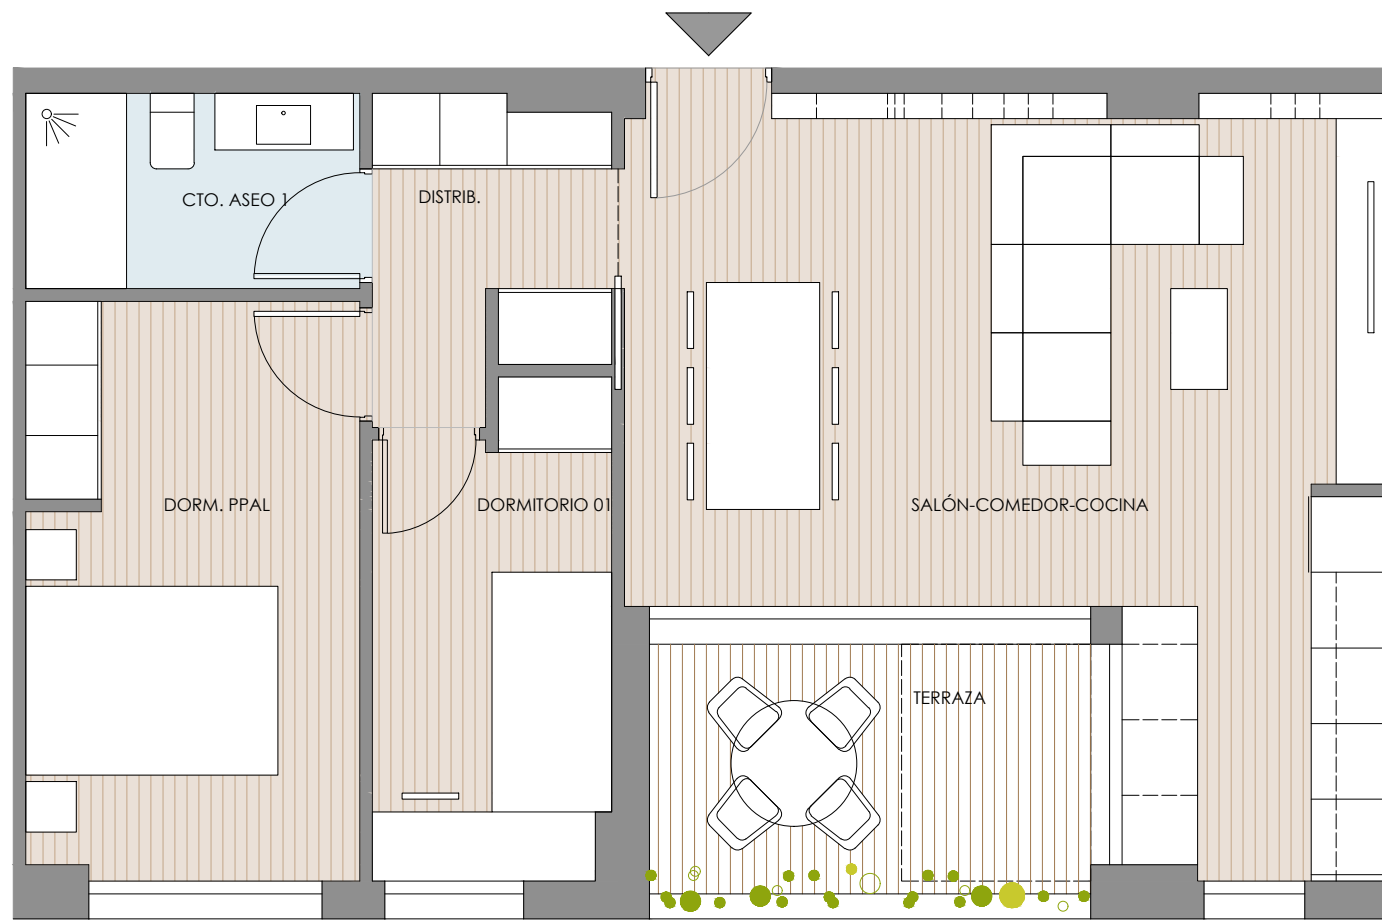 CTO. ASEO 1
DISTRIB.
DORM. PPAL
DORMITORIO 01
SALÓN-COMEDOR-COCINA
TERRAZA